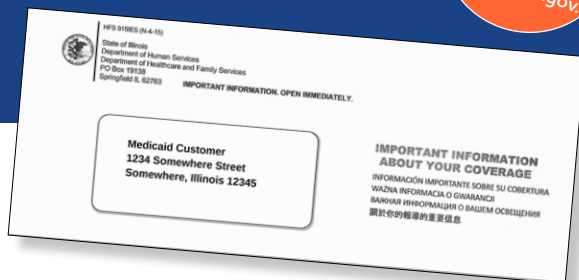 gov.
HFS 915IES (N-4-15)
State of Illinois
Department of Human Services
Department of Healthcare and Family Services
PO Box 19138
Springfield IL 62763
IMPORTANT INFORMATION. OPEN IMMEDIATELY.
Medicaid Customer
1234 Somewhere Street
Somewhere, Illinois 12345
IMPORTANT INFORMATION
ABOUT YOUR COVERAGE
INFORMACIÓN IMPORTANTE SOBRE SU COBERTURA
WAŻNA INFORMACJA O GWARANCJI
ВАЖНАЯ ИНФОРМАЦИЯ О ВАШЕМ ОСВЕЩЕНИЯ
關於你的報導的重要信息